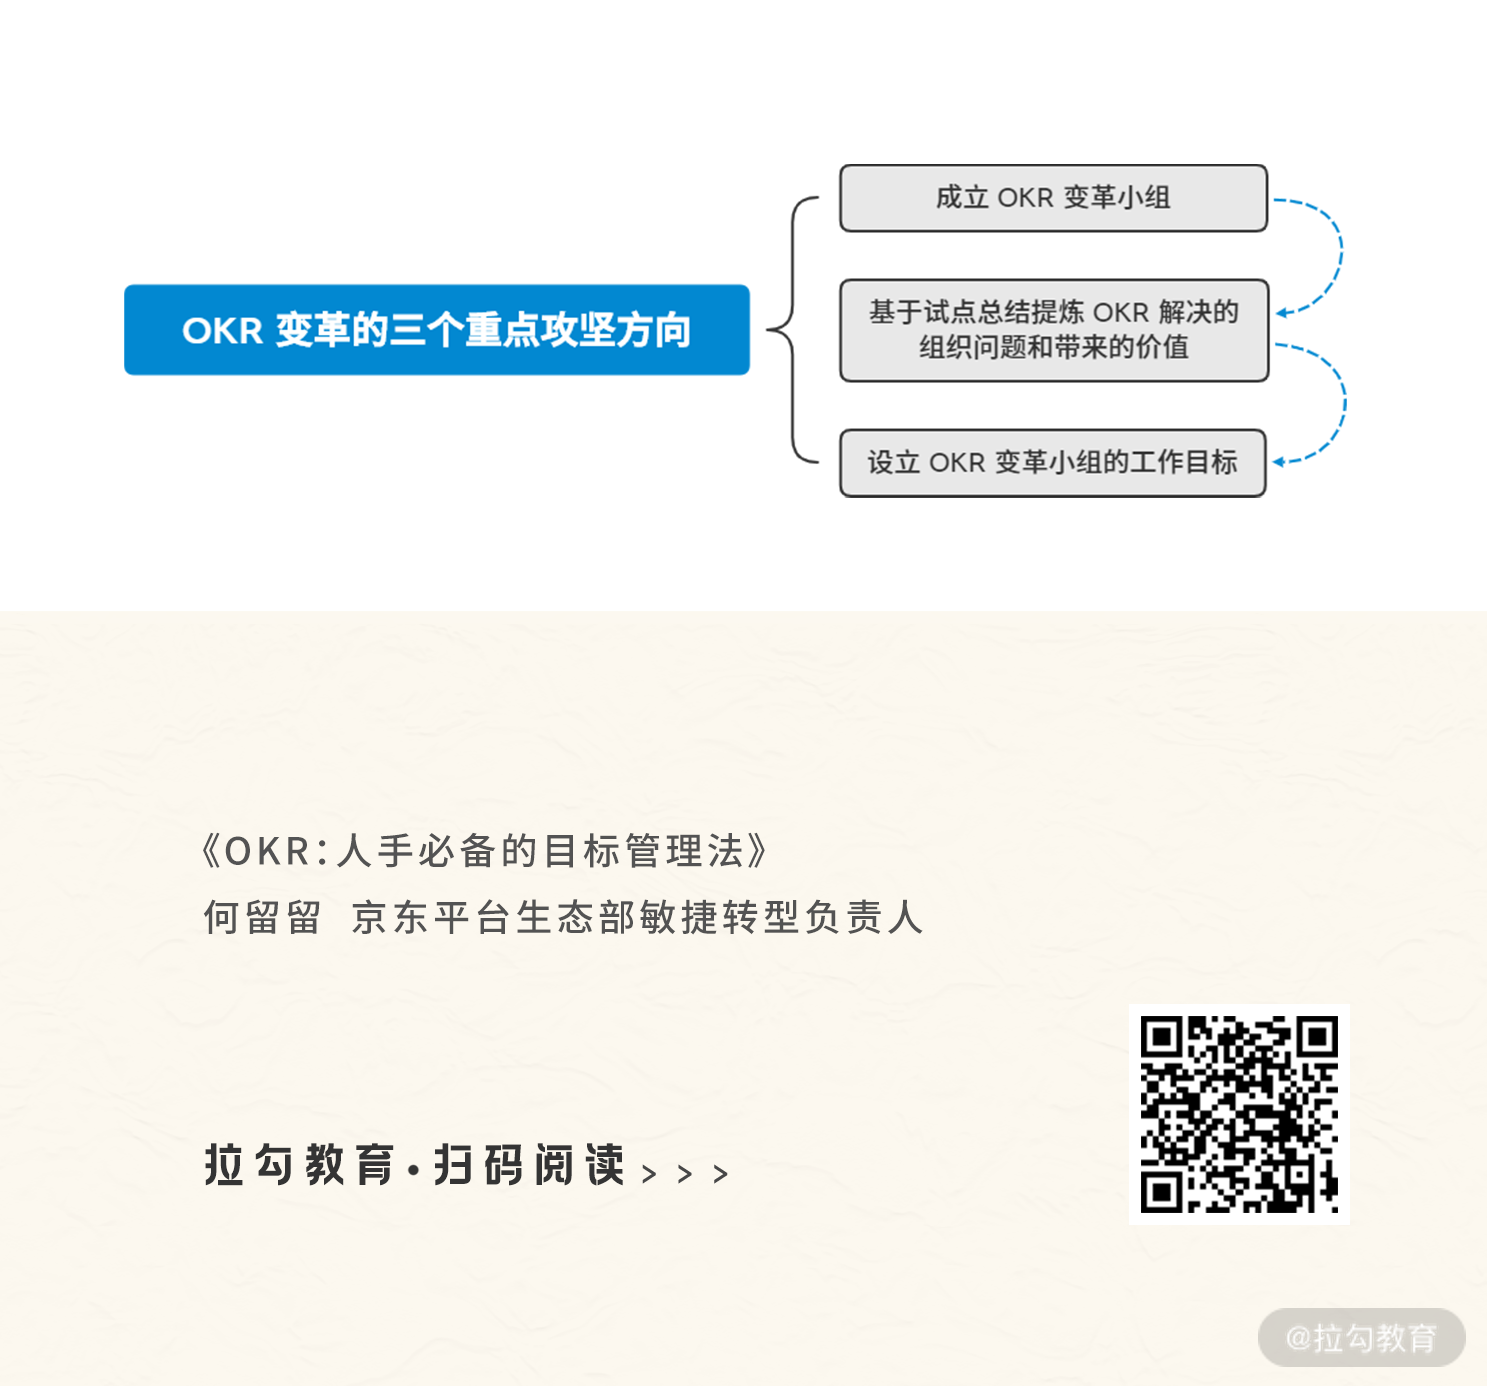 OKR 变革的三个重点攻坚方向
成立 OKR 变革小组
基于试点总结提炼 OKR 解决的
组织问题和带来的价值
设立 OKR 变革小组的工作目标
《OKR：人手必备的目标管理法》
何留留 京东平台生态部敏捷转型负责人
拉勾教育·扫码阅读> > >
@拉勾教育